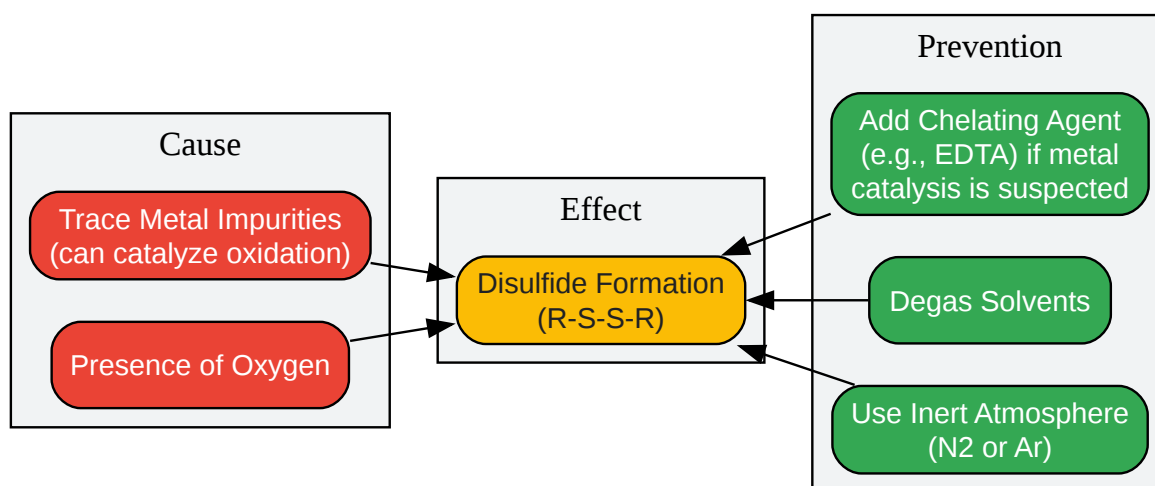 Cause
Trace Metal Impurities
(can catalyze oxidation)
Presence of Oxygen
Effect
Disulfide Formation
(R-S-S-R)
Prevention
Add Chelating Agent
(e.g., EDTA) if metal
catalysis is suspected
Degas Solvents
Use Inert Atmosphere
(N2 or Ar)